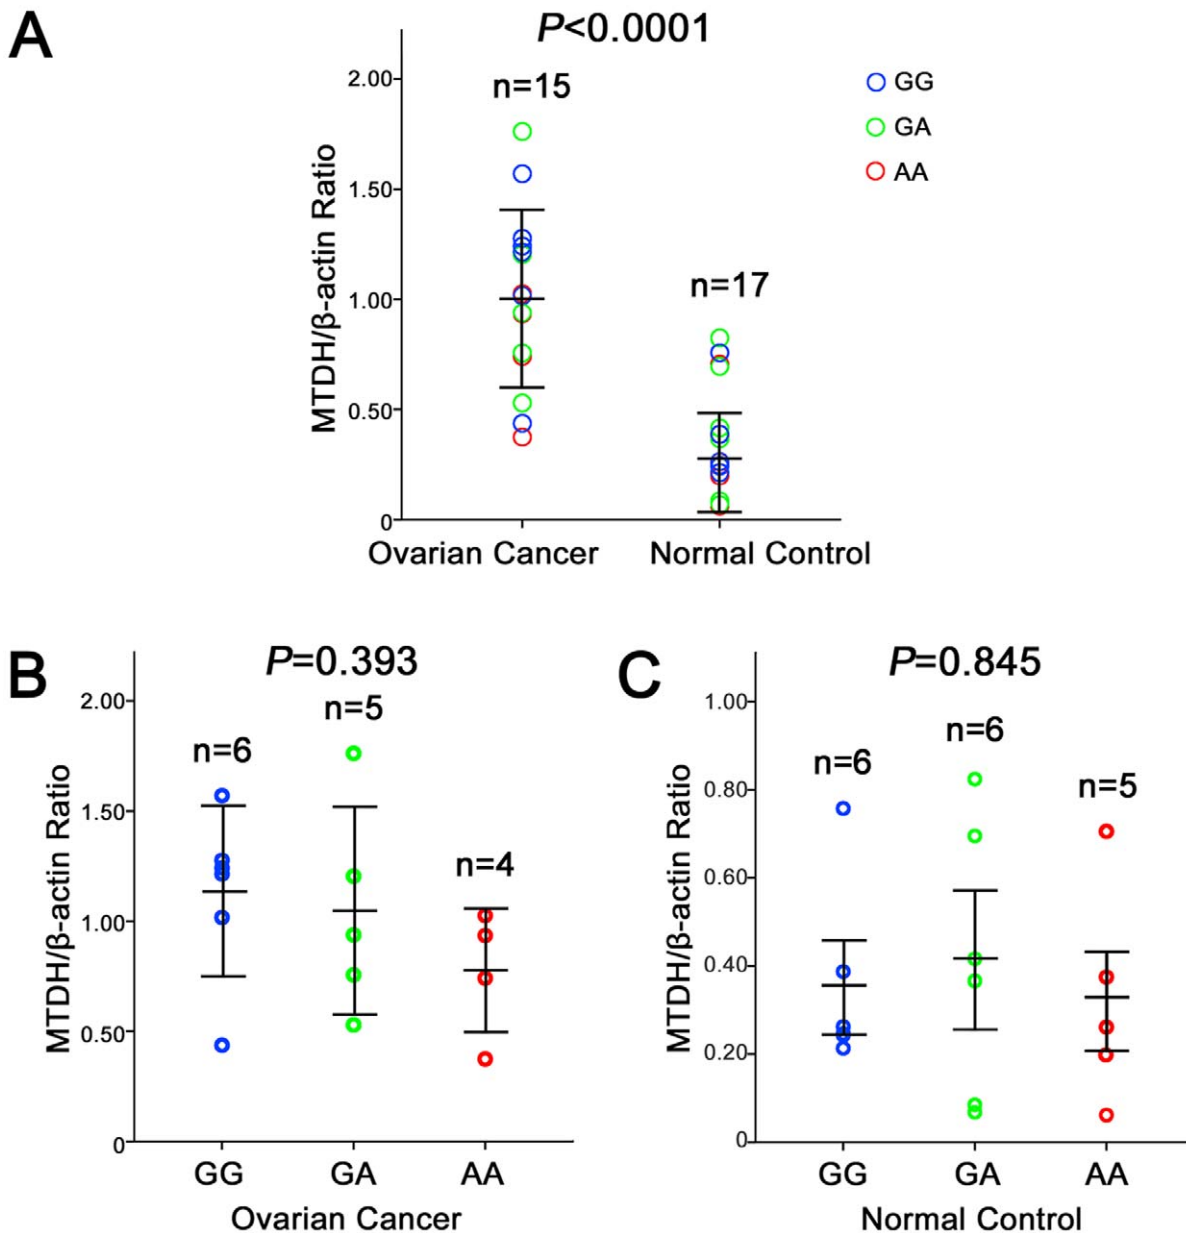 A
P<0.0001
MTDH/β-actin Ratio
2.00
1.50
1.00
0.50
0
n=15
n=17
GG
GA
AA
Ovarian Cancer
Normal Control
B
P=0.393
MTDH/β-actin Ratio
2.00
1.50
1.00
0.50
0
n=6
n=5
n=4
GG
GA
AA
Ovarian Cancer
C
P=0.845
MTDH/β-actin Ratio
1.00
0.80
0.60
0.40
0.20
0
n=6
n=6
n=5
GG
GA
AA
Normal Control